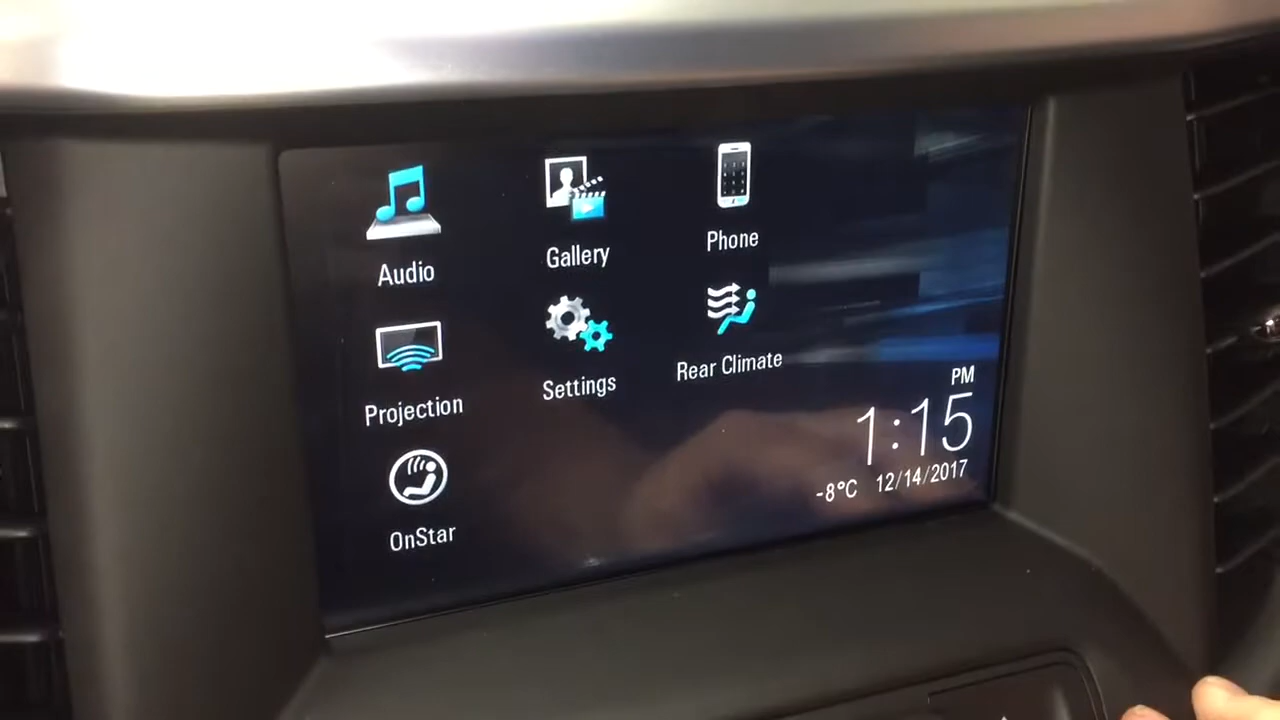 Audio
Gallery
Phone
Projection
Settings
Rear Climate
OnStar
PM
1:15
-8°C 12/14/2017